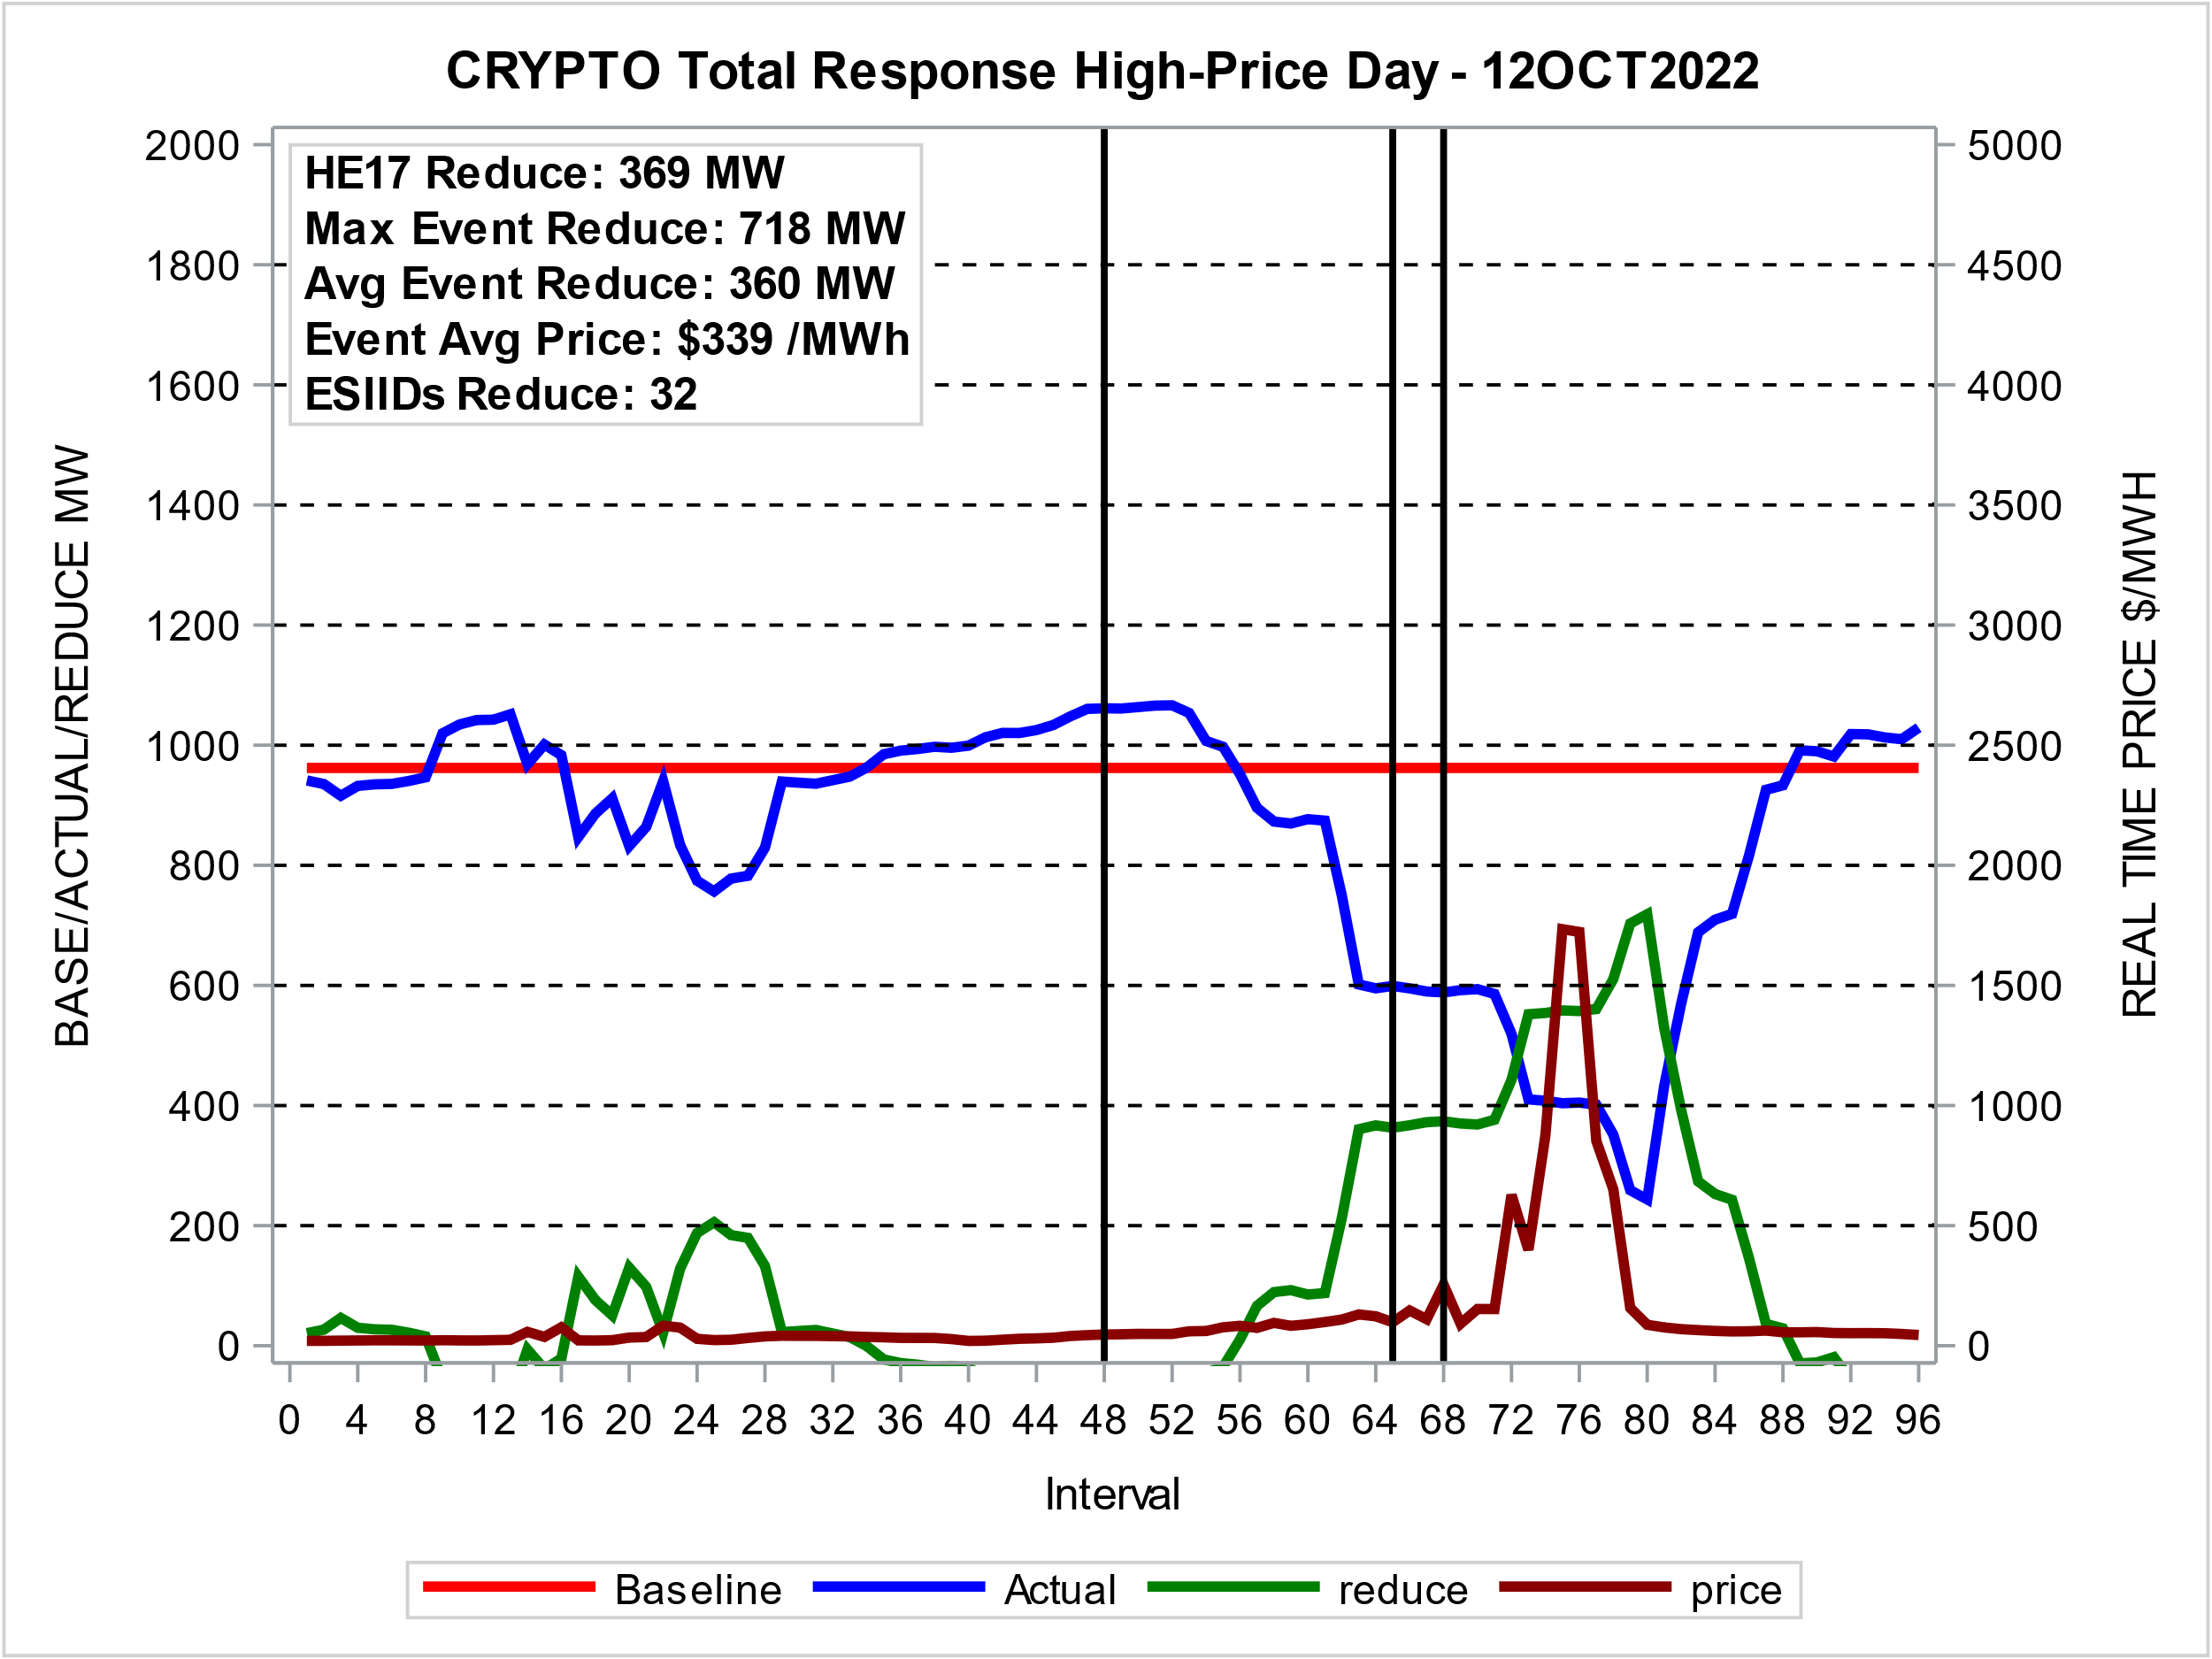 CRYPTO Total Response High-Price Day - 12OCT2022
HE17 Reduce: 369 MW
Max Event Reduce: 718 MW
Avg Event Reduce: 360 MW
Event Avg Price: $339 /MWh
ESIIDs Reduce: 32
BASE/ACTUAL/REDUCE MW
2000
1800
1600
1400
1200
1000
800
600
400
200
0
5000
4500
4000
3500
3000
2500
2000
1500
1000
500
0
REAL TIME PRICE $/MWH
0 4 8 12 16 20 24 28 32 36 40 44 48 52 56 60 64 68 72 76 80 84 88 92 96
Interval
Baseline Actual reduce price